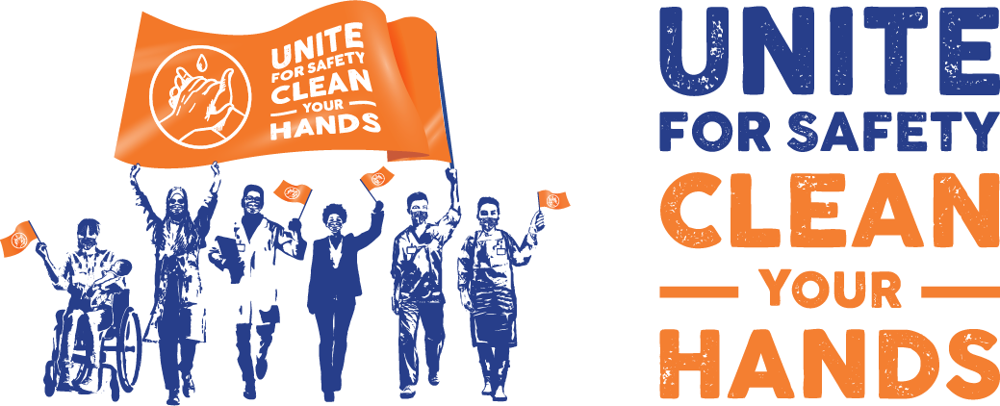 UNITE
FOR SAFETY
CLEAN
YOUR
HANDS
UNITE
FOR SAFETY
CLEAN
YOUR
HANDS